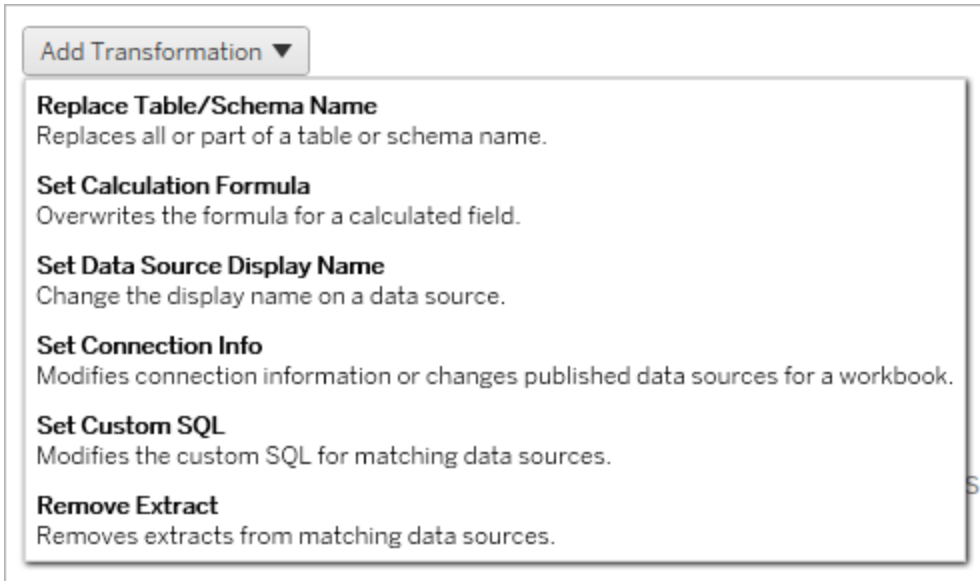 Add Transformation ▼
Replace Table/Schema Name
Replaces all or part of a table or schema name.
Set Calculation Formula
Overwrites the formula for a calculated field.
Set Data Source Display Name
Change the display name on a data source.
Set Connection Info
Modifies connection information or changes published data sources for a workbook.
Set Custom SQL
Modifies the custom SQL for matching data sources.
Remove Extract
Removes extracts from matching data sources.